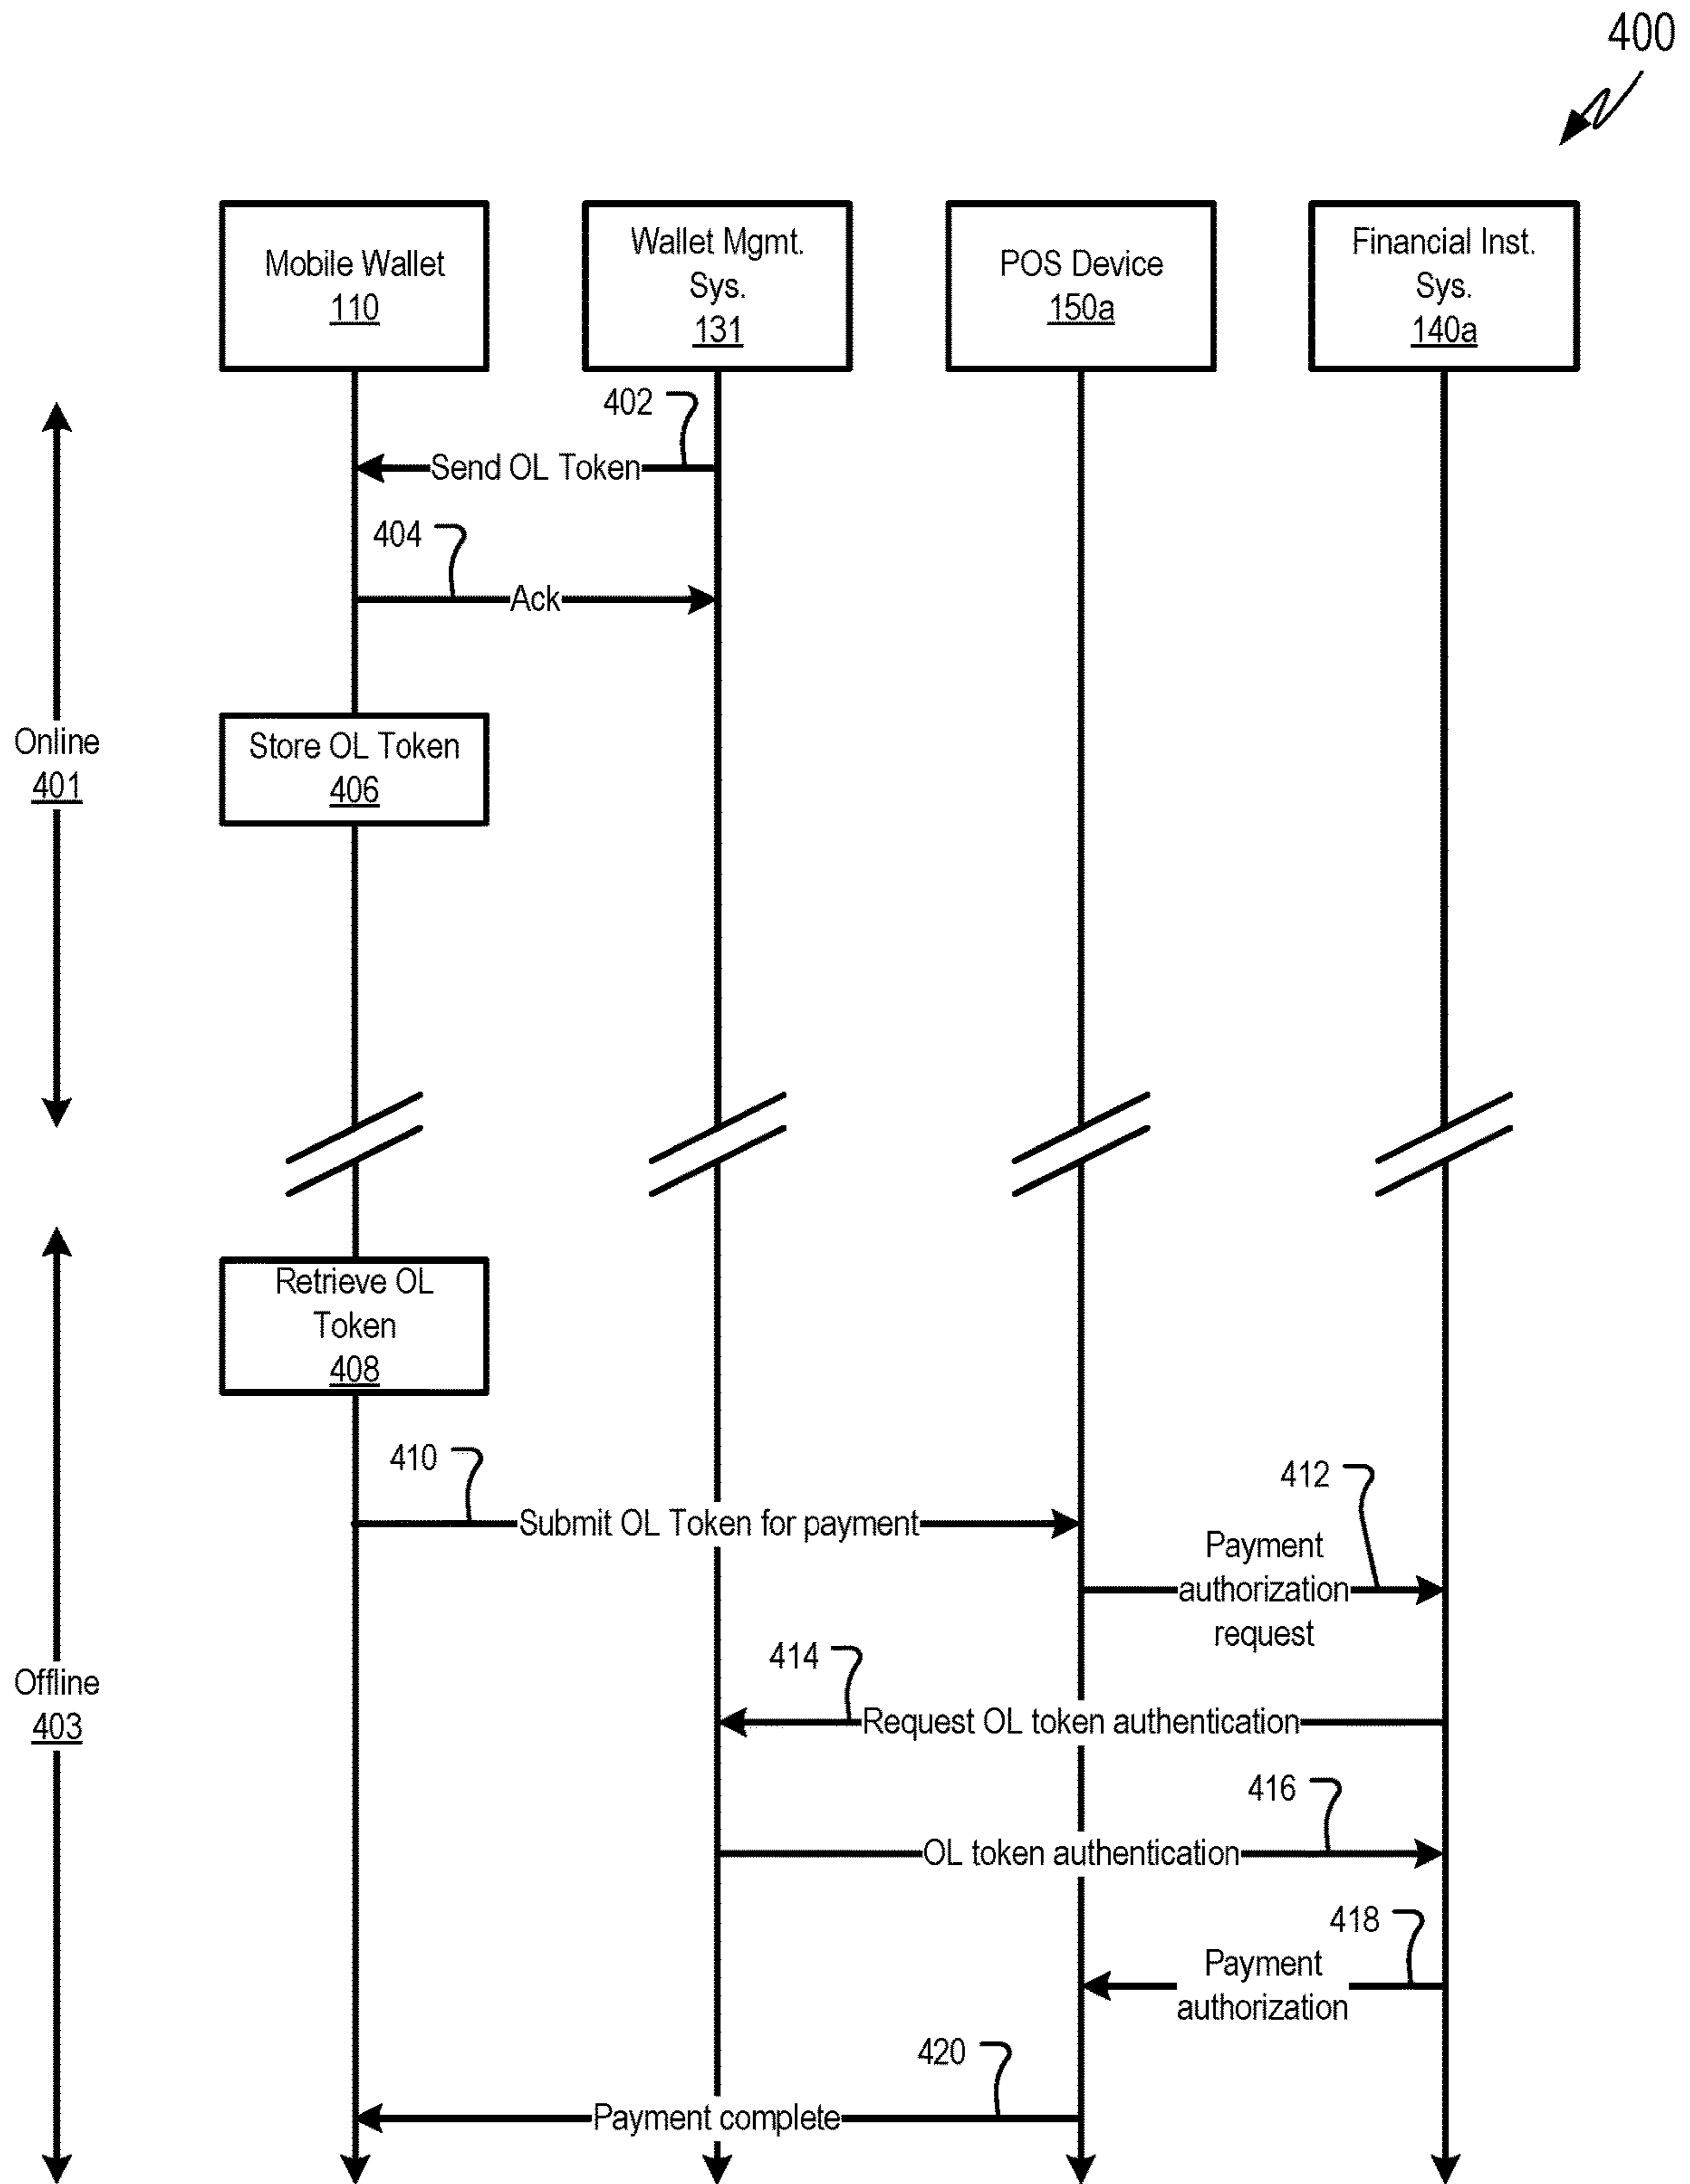 400
Mobile Wallet
110
Wallet Mgmt.
Sys.
131
POS Device
150a
Financial Inst.
Sys.
140a
402
Send OL Token
404
Ack
Online
401
Store OL Token
406
Retrieve OL
Token
408
410
Submit OL Token for payment
412
Payment
authorization
request
Offline
403
414
Request OL token authentication
416
OL token authentication
418
Payment
authorization
420
Payment complete